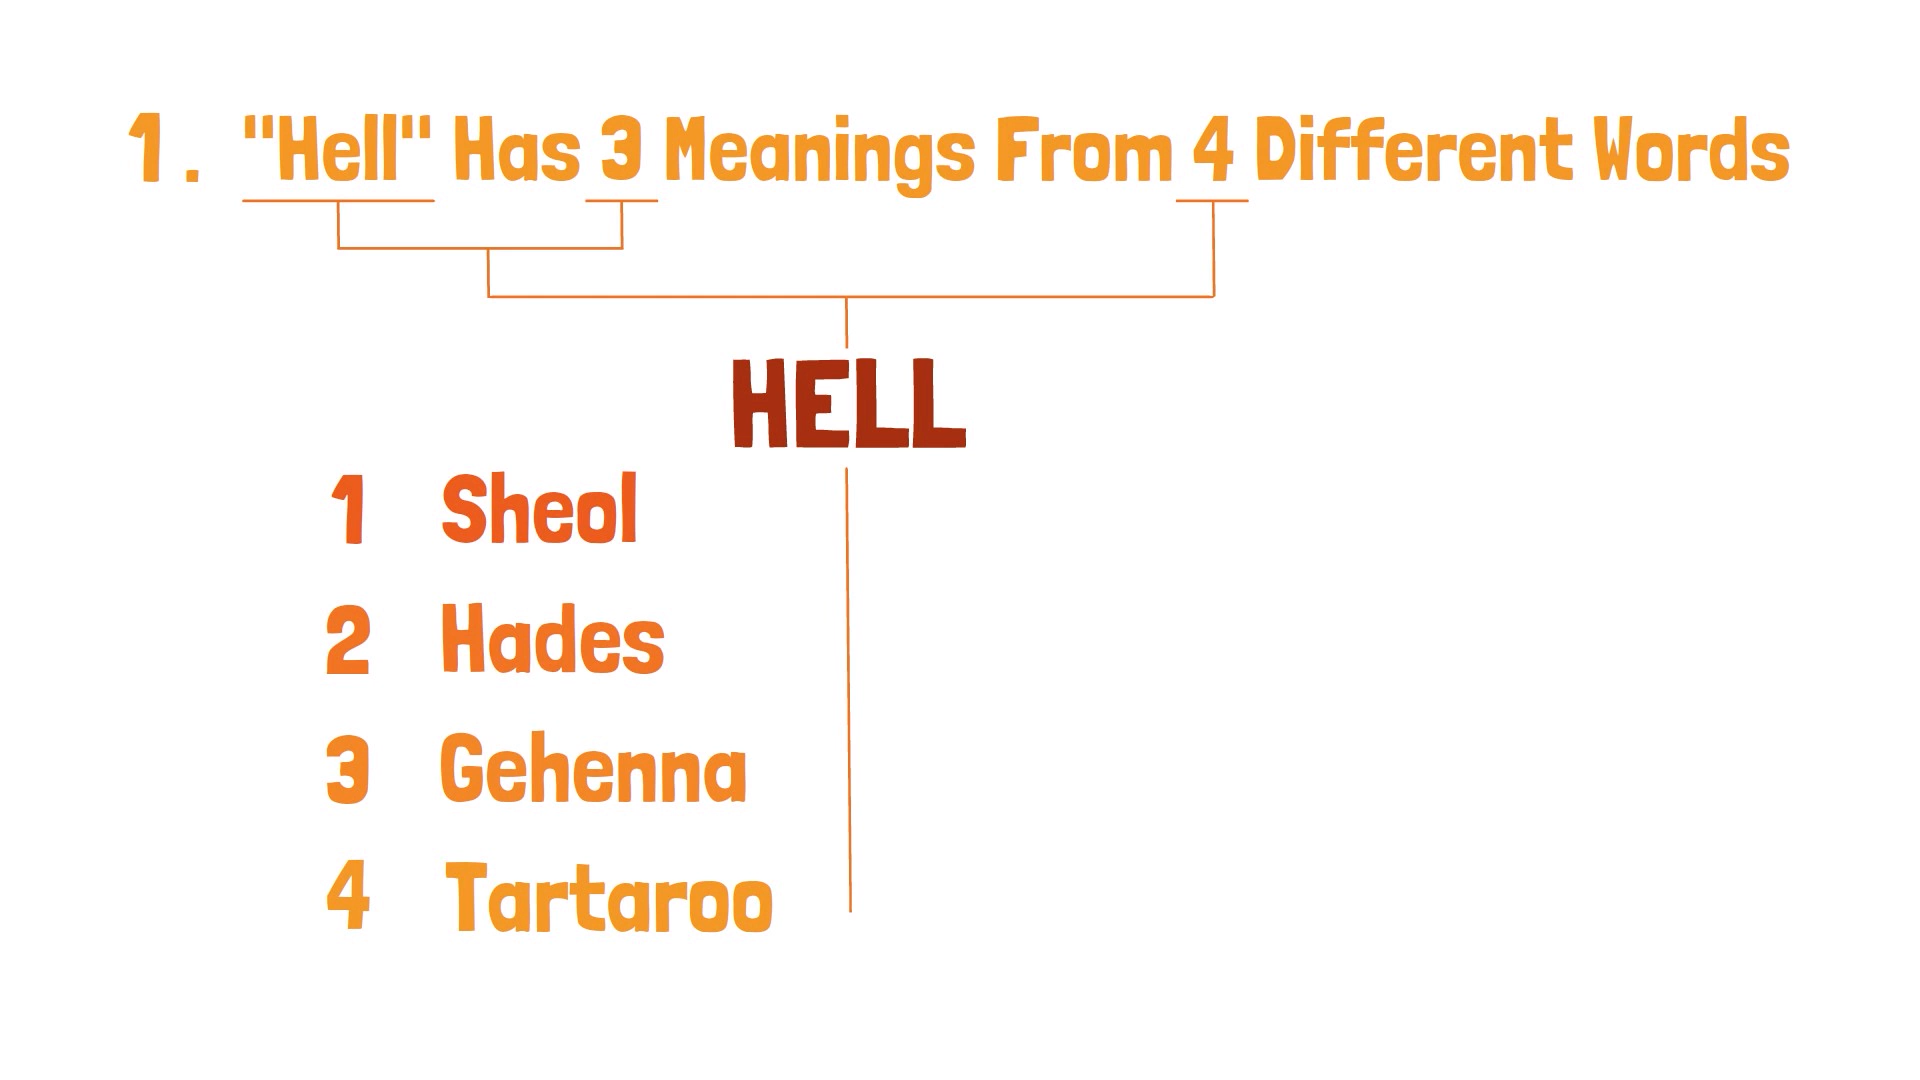 1. "Hell" Has 3 Meanings From 4 Different Words
HELL
1 Sheol
2 Hades
3 Gehenna
4 Tartaroo